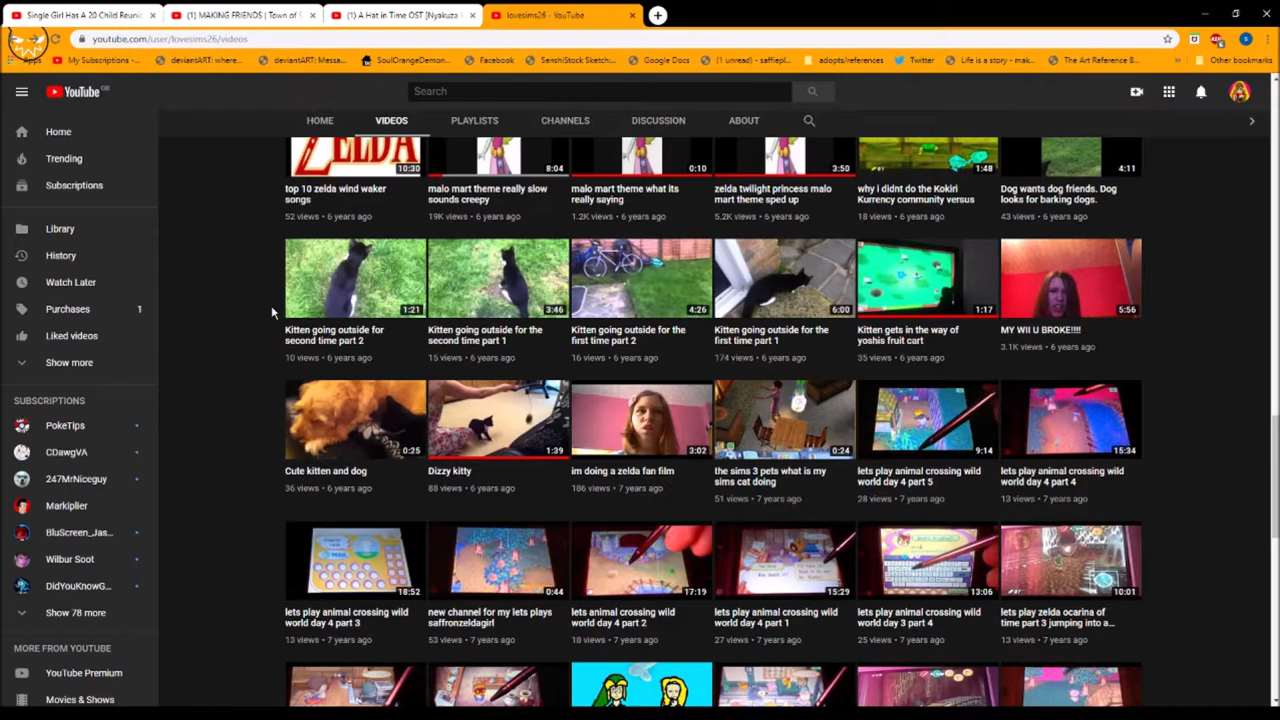 Single Girl Has A 20 Child Reuni
(1) MAKING FRIENDS | Town of S
(1) A Hat in Time OST [Nyakuza
lovesims26 - YouTube
youtube.com/user/lovesims26/videos
Apps
My Subscriptions -...
deviantART: where...
deviantART: Messa...
SoulOrangeDemon...
Facebook
SenshiStock Sketch:...
Google Docs
(1 unread) - saffiepl...
adopts/references
Twitter
Life is a story - mak...
The Art Reference B...
»
Other bookmarks
YouTube GB
Search
HOME
VIDEOS
PLAYLISTS
CHANNELS
DISCUSSION
ABOUT
Home
Trending
Subscriptions
Library
History
Watch Later
Purchases 1
Liked videos
Show more
SUBSCRIPTIONS
PokeTips
CDawgVA
247MrNiceguy
Markiplier
BluScreen_Jas...
Wilbur Soot
DidYouKnowG...
Show 78 more
MORE FROM YOUTUBE
YouTube Premium
Movies & Shows
ZELDA
10:30
top 10 zelda wind waker
songs
52 views • 6 years ago
8:04
malo mart theme really slow
sounds creepy
19K views • 6 years ago
0:10
malo mart theme what its
really saying
1.2K views • 6 years ago
3:50
zelda twilight princess malo
mart theme sped up
5.2K views • 6 years ago
1:48
why i didnt do the Kokiri
Kurrency community versus
18 views • 6 years ago
4:11
Dog wants dog friends. Dog
looks for barking dogs.
43 views • 6 years ago
1:21
Kitten going outside for
second time part 2
10 views • 6 years ago
3:46
Kitten going outside for the
second time part 1
15 views • 6 years ago
4:26
Kitten going outside for the
first time part 2
16 views • 6 years ago
6:00
Kitten going outside for the
first time part 1
174 views • 6 years ago
1:17
Kitten gets in the way of
yoshis fruit cart
35 views • 6 years ago
5:56
MY WII U BROKE!!!!
3.1K views • 6 years ago
0:25
Cute kitten and dog
36 views • 6 years ago
1:39
Dizzy kitty
88 views • 6 years ago
3:02
im doing a zelda fan film
186 views • 7 years ago
0:24
the sims 3 pets what is my
sims cat doing
51 views • 7 years ago
9:14
lets play animal crossing wild
world day 4 part 5
28 views • 7 years ago
15:34
lets play animal crossing wild
world day 4 part 4
13 views • 7 years ago
18:52
lets play animal crossing wild
world day 4 part 3
13 views • 7 years ago
0:44
new channel for my lets plays
saffronzeldagirl
53 views • 7 years ago
17:19
lets animal crossing wild
world day 4 part 2
18 views • 7 years ago
15:29
lets play animal crossing wild
world day 4 part 1
27 views • 7 years ago
13:06
lets play animal crossing wild
world day 3 part 4
25 views • 7 years ago
10:01
lets play zelda ocarina of
time part 3 jumping into a...
13 views • 7 years ago